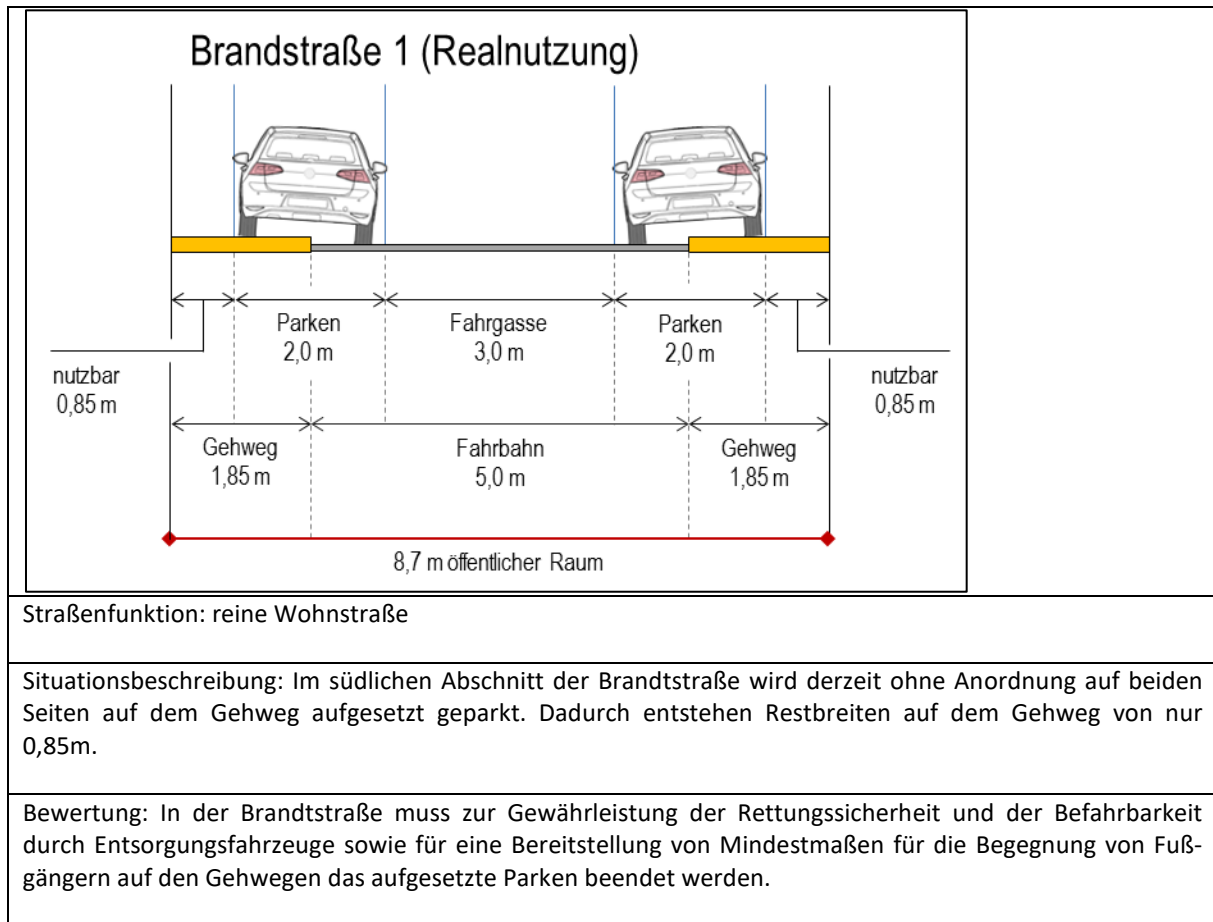 Brandstraße 1 (Realnutzung)
Parken
2,0 m
Fahrgasse
3,0 m
Parken
2,0 m
nutzbar
0,85 m
nutzbar
0,85 m
Gehweg
1,85 m
Fahrbahn
5,0 m
Gehweg
1,85 m
8,7 m öffentlicher Raum
Straßenfunktion: reine Wohnstraße
Situationsbeschreibung: Im südlichen Abschnitt der Brandtstraße wird derzeit ohne Anordnung auf beiden
Seiten auf dem Gehweg aufgesetzt geparkt. Dadurch entstehen Restbreiten auf dem Gehweg von nur
0,85m.
Bewertung: In der Brandtstraße muss zur Gewährleistung der Rettungssicherheit und der Befahrbarkeit
durch Entsorgungsfahrzeuge sowie für eine Bereitstellung von Mindestmaßen für die Begegnung von Fuß-
gängern auf den Gehwegen das aufgesetzte Parken beendet werden.